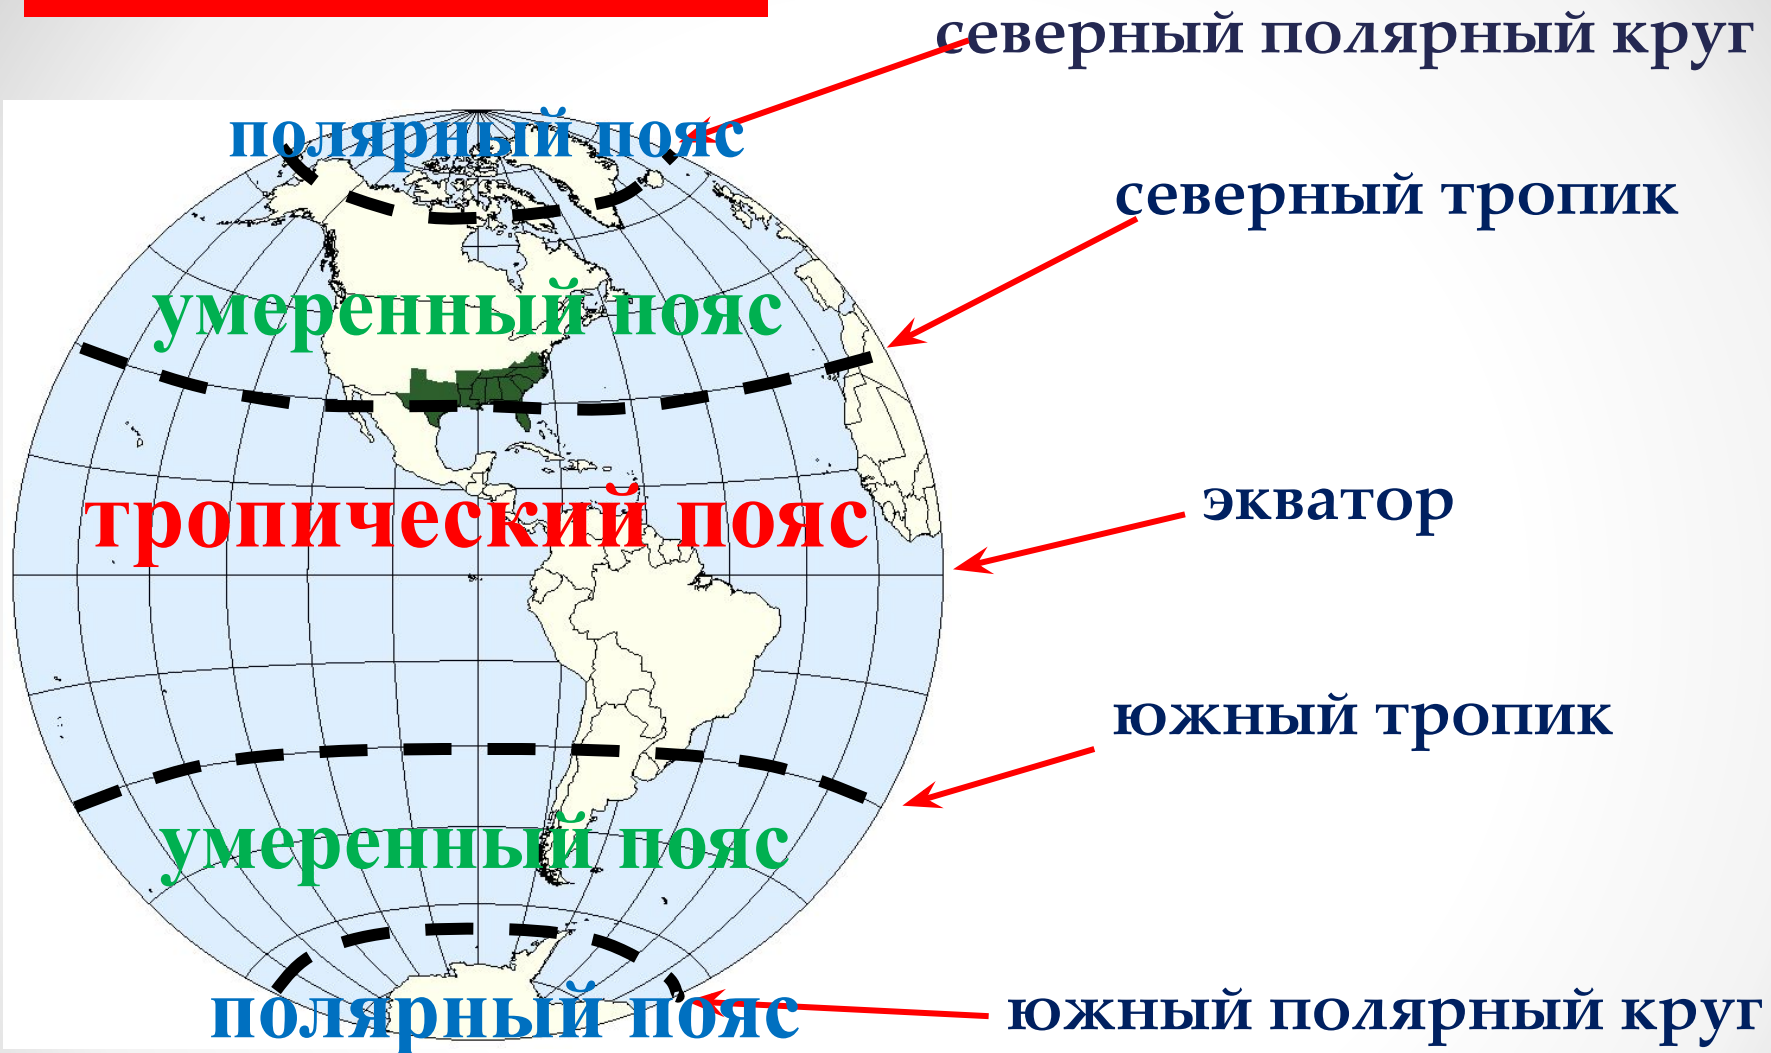 северный полярный круг
полярный пояс
северный тропик
умеренный пояс
тропический пояс
экватор
южный тропик
умеренный пояс
полярный пояс
южный полярный круг